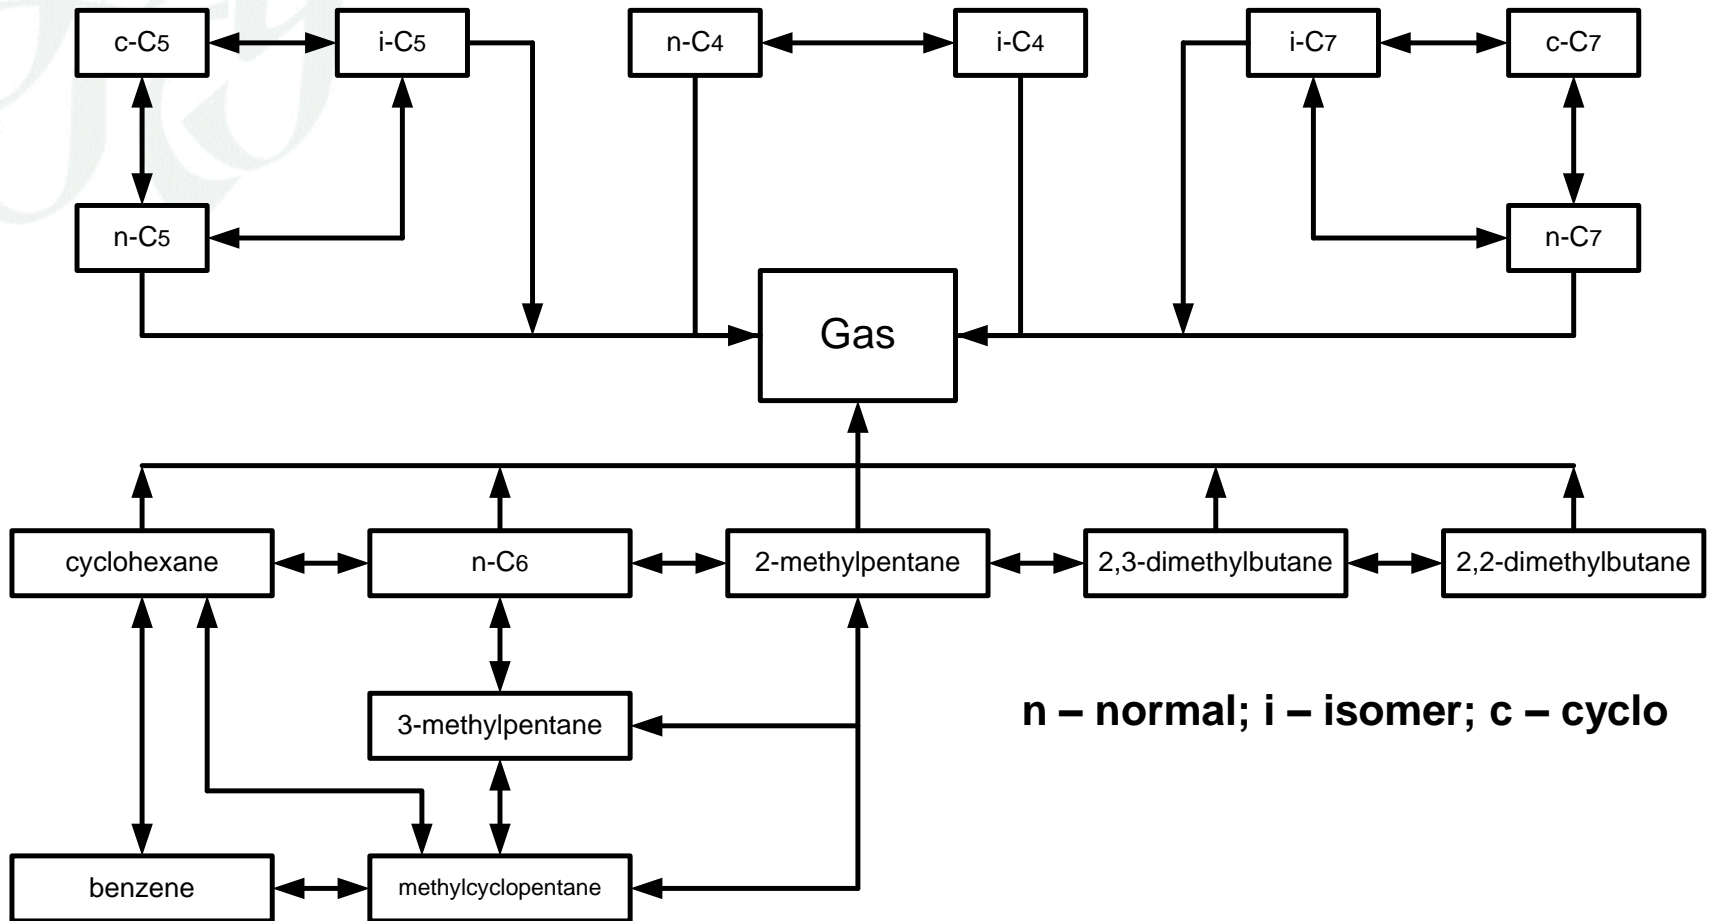 c-C5
i-C5
n-C4
i-C4
i-C7
c-C7
n-C5
n-C7
Gas
cyclohexane
n-C6
2-methylpentane
2,3-dimethylbutane
2,2-dimethylbutane
3-methylpentane
n – normal; i – isomer; c – cyclo
benzene
methylcyclopentane